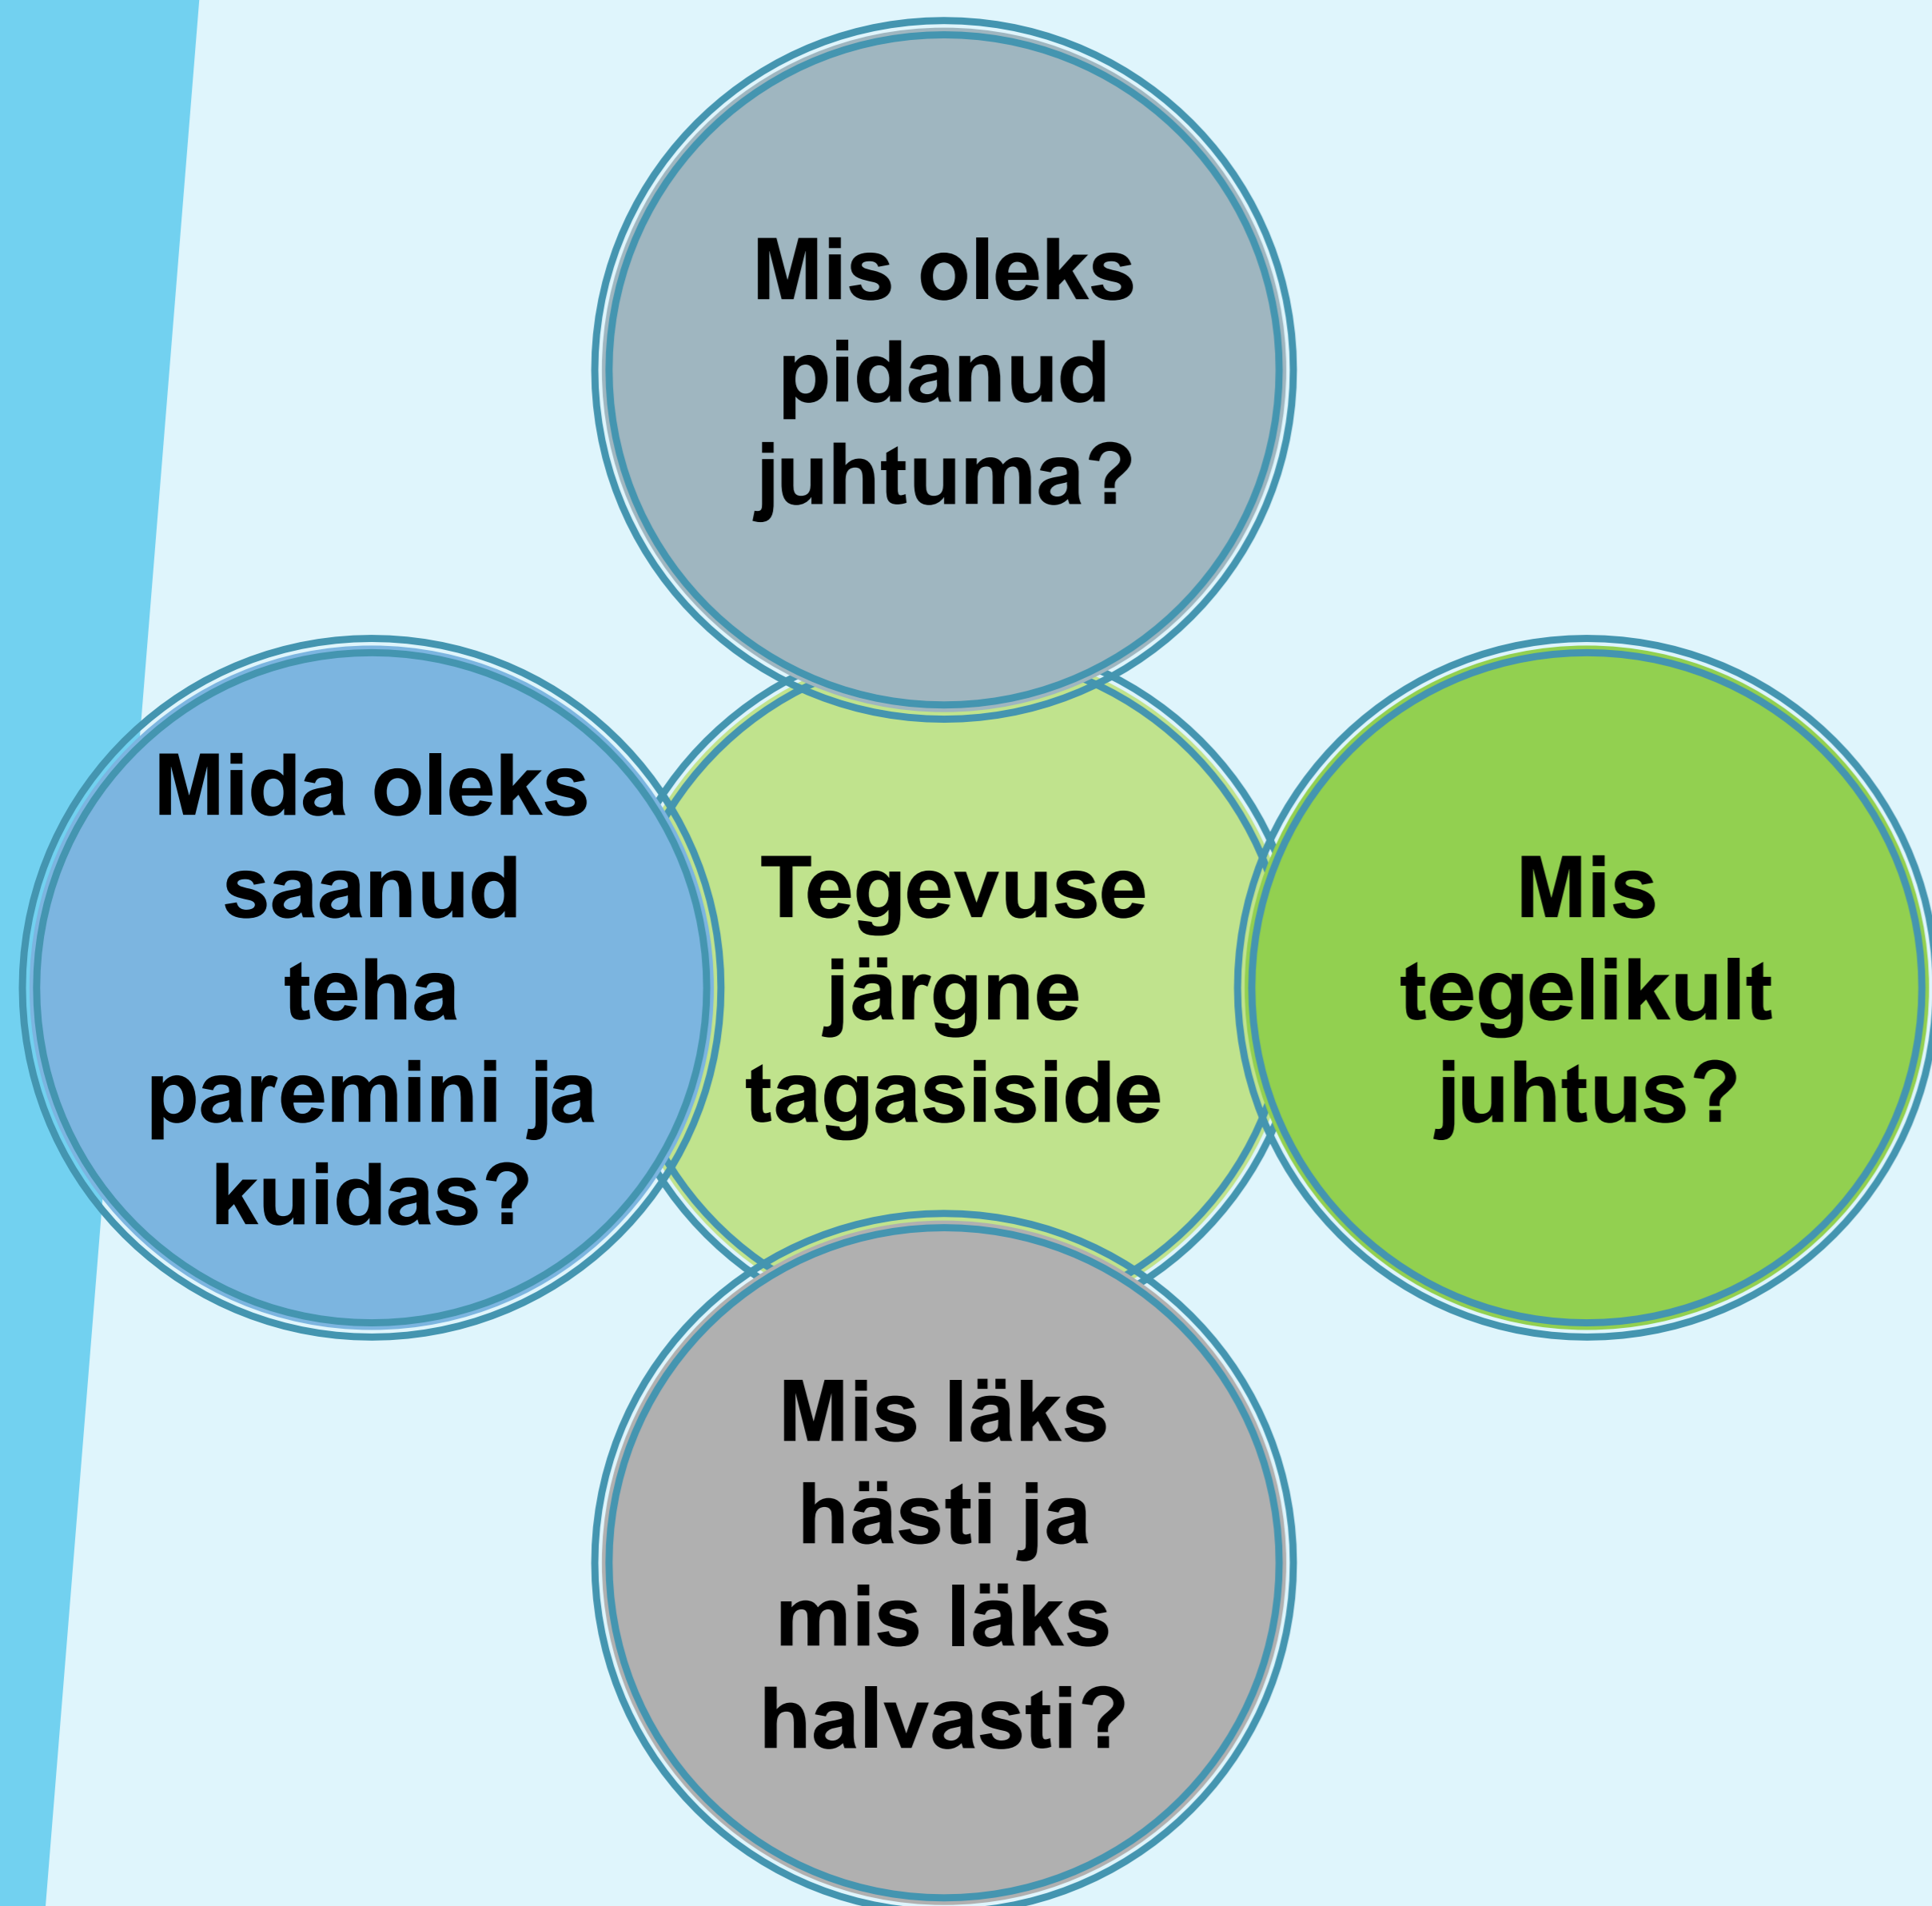 Mis oleks
pidanud
juhtuma?
Mida oleks
saanud
teha
paremini ja
kuidas?
Tegevuse
järgne
tagasiside
Mis
tegelikult
juhtus?
Mis läks
hästi ja
mis läks
halvasti?